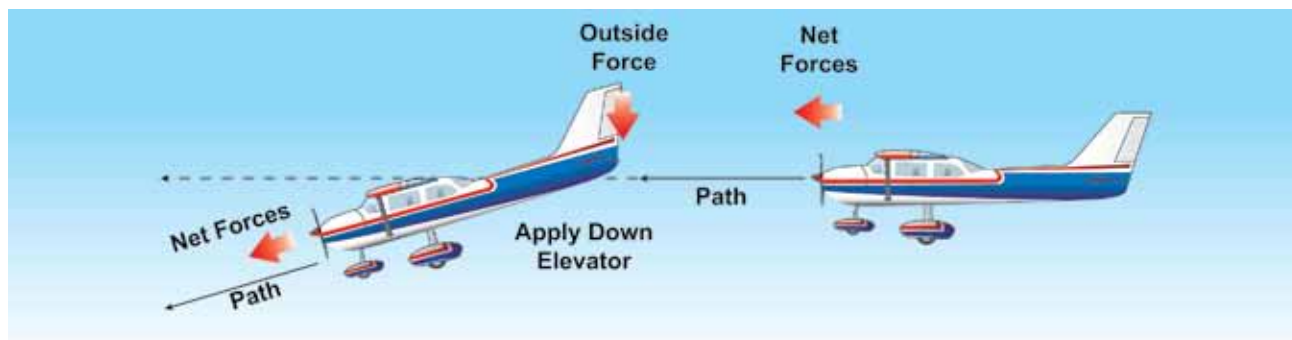 Outside
Force
Net
Forces
Path
Net Forces
Path
Apply Down
Elevator